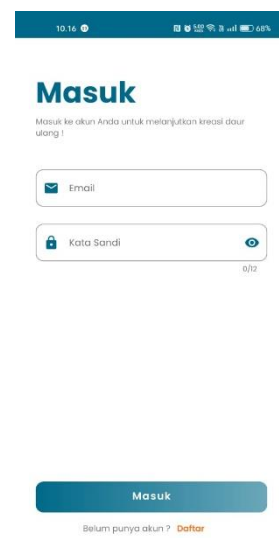 10.16
68%
Masuk
Masuk ke akun Anda untuk melanjutkan kreasi daur
ulang !
Email
Kata Sandi
0/12
Masuk
Belum punya akun ? Daftar